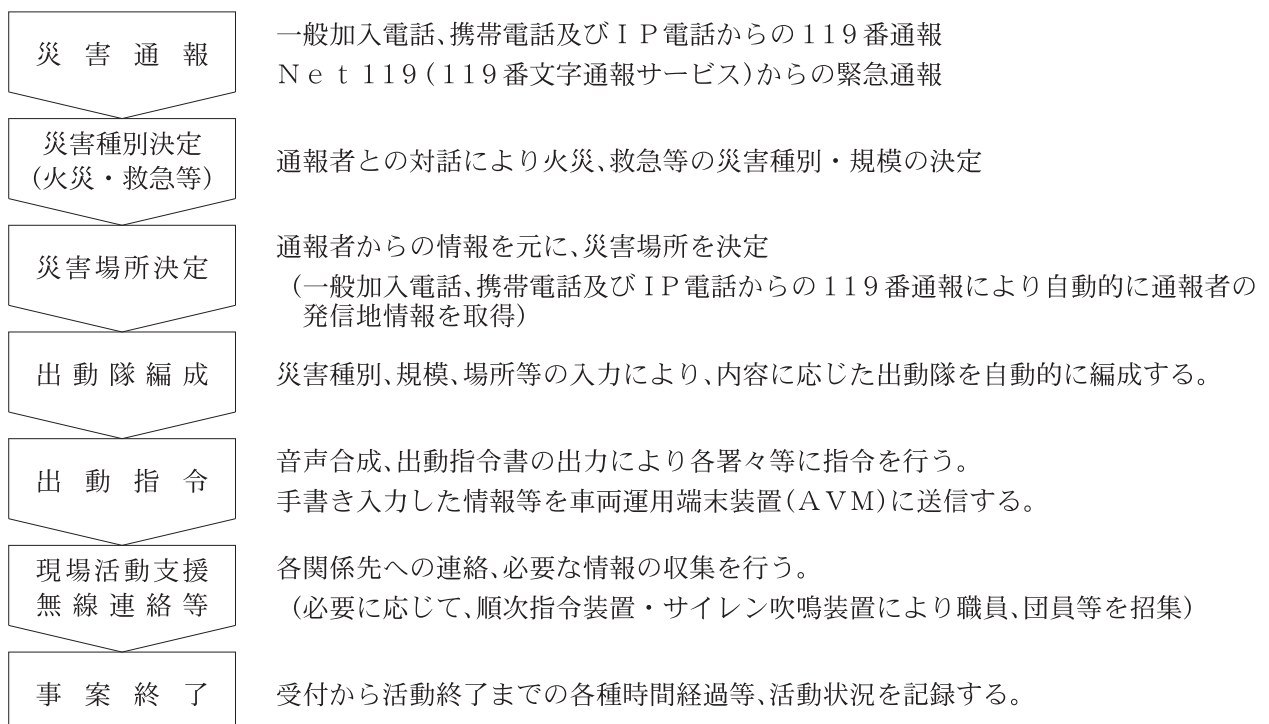 災害通報
一般加入電話、携帯電話及びＩＰ電話からの119番通報
Ｎｅｔ119(119番文字通報サービス)からの緊急通報
災害種別決定
(火災・救急等)
通報者との対話により火災、救急等の災害種別・規模の決定
災害場所決定
通報者からの情報を元に、災害場所を決定
(一般加入電話、携帯電話及びＩＰ電話からの119番通報により自動的に通報者の
発信地情報を取得)
出動隊編成
災害種別、規模、場所等の入力により、内容に応じた出動隊を自動的に編成する。
出動指令
音声合成、出動指令書の出力により各署々等に指令を行う。
手書き入力した情報等を車両運用端末装置(ＡＶＭ)に送信する。
現場活動支援
無線連絡等
各関係先への連絡、必要な情報の収集を行う。
(必要に応じて、順次指令装置・サイレン吹鳴装置により職員、団員等を招集)
事案終了
受付から活動終了までの各種時間経過等、活動状況を記録する。